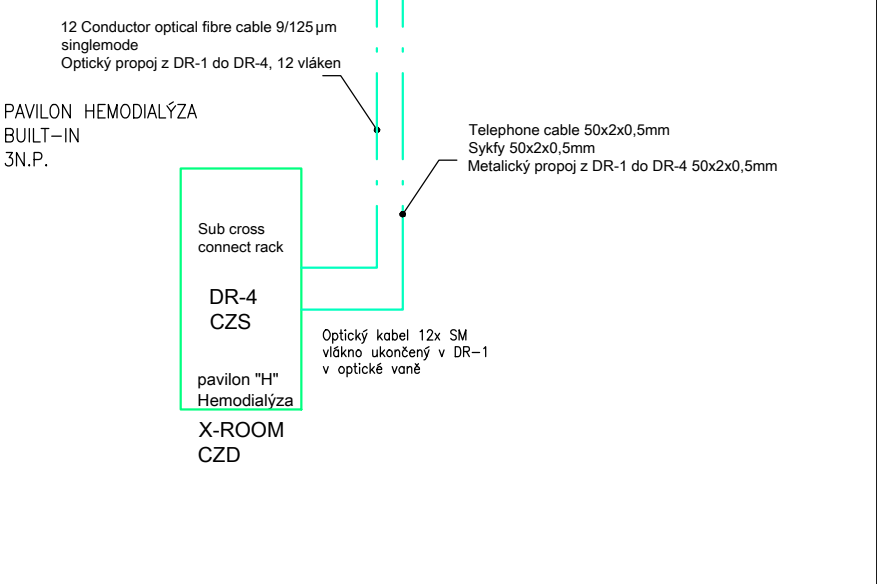 12 Conductor optical fibre cable 9/125µm
singlemode
Optický propoj z DR-1 do DR-4, 12 vláken
PAVILON HEMODIALÝZA
BUILT-IN
3N.P.
Telephone cable 50x2x0,5mm
Sykfy 50x2x0,5mm
Metalický propoj z DR-1 do DR-4 50x2x0,5mm
Sub cross
connect rack
DR-4
CZS
Optický kabel 12x SM
vlákno ukončený v DR-1
v optické vaně
pavilon "H"
Hemodialýza
X-ROOM
CZD